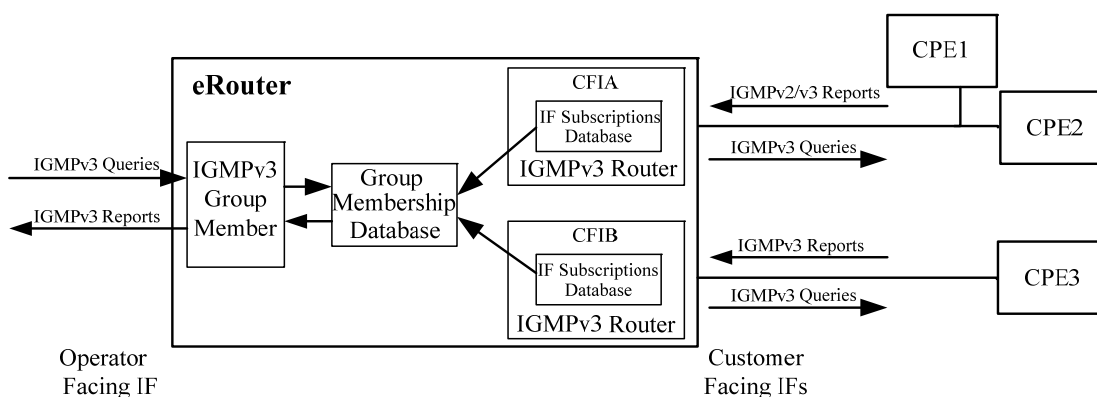 eRouter
IGMPv3 Queries
IGMPv3 Reports
IGMPv3
Group
Member
Group
Membership
Database
CFIA
IF Subscriptions
Database
IGMPv3 Router
CFIB
IF Subscriptions
Database
IGMPv3 Router
IGMPv2/v3 Reports
IGMPv3 Queries
IGMPv3 Reports
IGMPv3 Queries
CPE1
CPE2
CPE3
Operator
Facing IF
Customer
Facing IFs